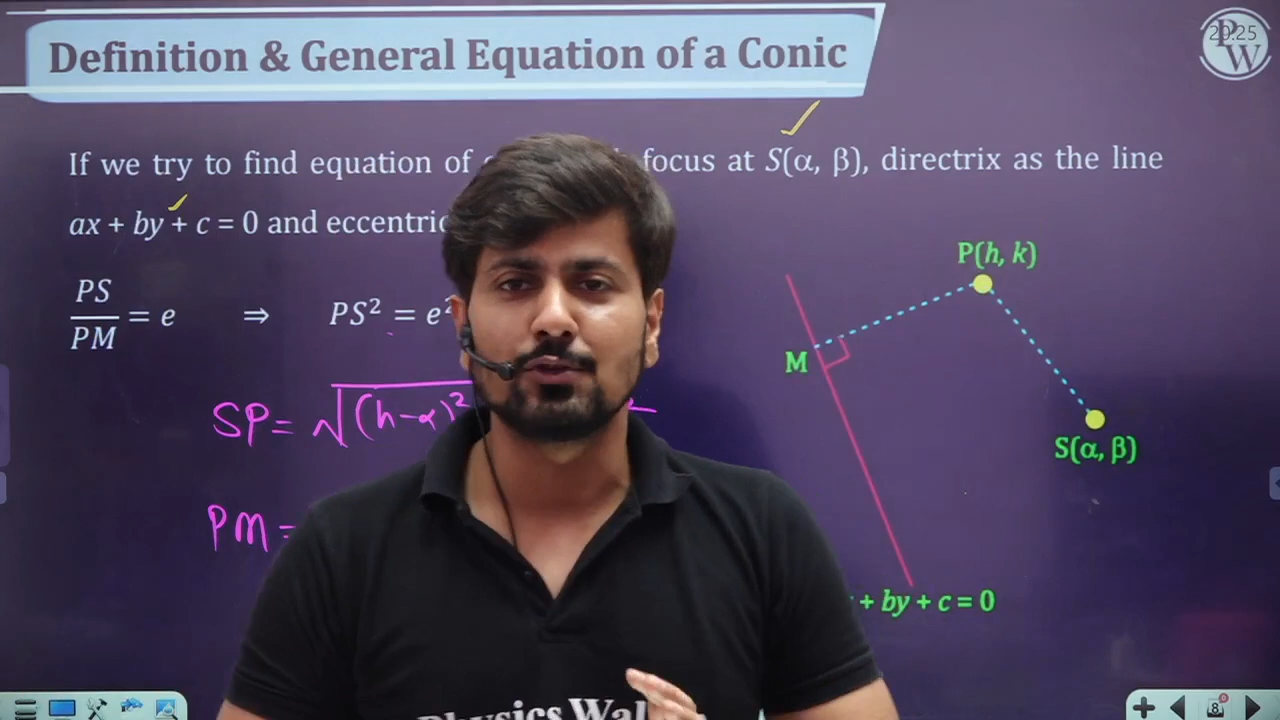 Definition & General Equation of a Conic
PW
20:25
If we try to find equation of focus at S(α, β), directrix as the line
ax + by + c = 0 and eccentric
PS/PM = e ⇒ PS² = e²
P(h, k)
M
SP = √(h-α)²
S(α, β)
PM =
+ by + c = 0
Physics Wal
8